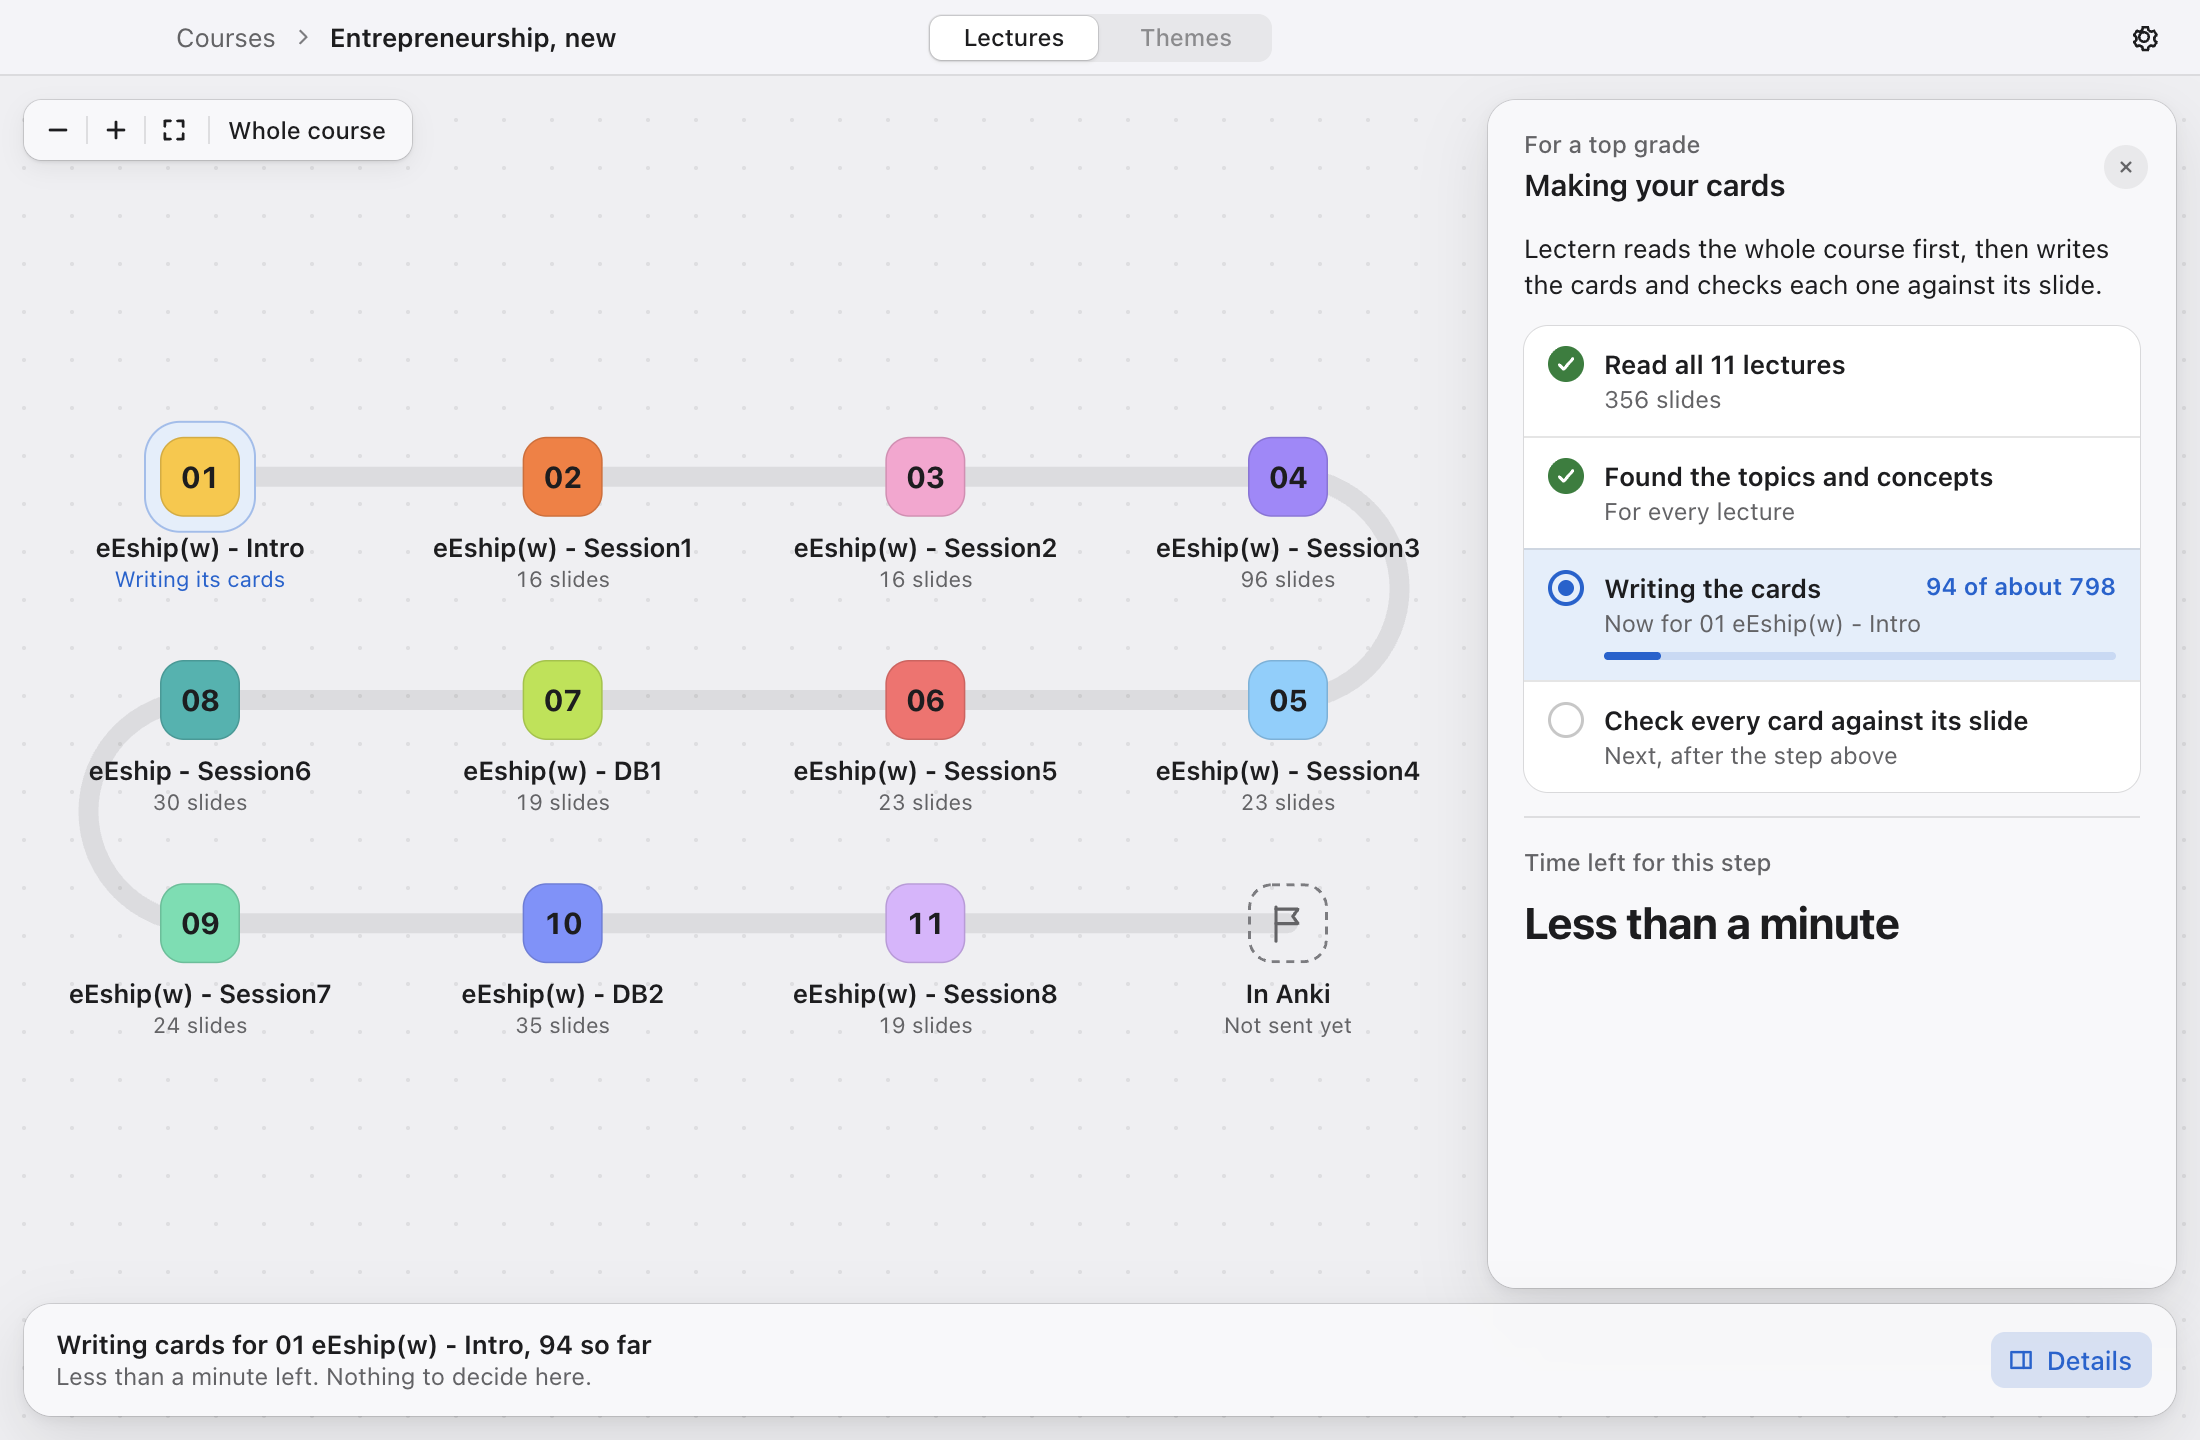 Courses
Entrepreneurship, new
Lectures
Themes
Whole course
01
eEship(w) - Intro
Writing its cards
02
eEship(w) - Session1
16 slides
03
eEship(w) - Session2
16 slides
04
eEship(w) - Session3
96 slides
08
eEship - Session6
30 slides
07
eEship(w) - DB1
19 slides
06
eEship(w) - Session5
23 slides
05
eEship(w) - Session4
23 slides
09
eEship(w) - Session7
24 slides
10
eEship(w) - DB2
35 slides
11
eEship(w) - Session8
19 slides
In Anki
Not sent yet
For a top grade
Making your cards
Lectern reads the whole course first, then writes
the cards and checks each one against its slide.
Read all 11 lectures
356 slides
Found the topics and concepts
For every lecture
Writing the cards
94 of about 798
Now for 01 eEship(w) - Intro
Check every card against its slide
Next, after the step above
Time left for this step
Less than a minute
Writing cards for 01 eEship(w) - Intro, 94 so far
Less than a minute left. Nothing to decide here.
Details